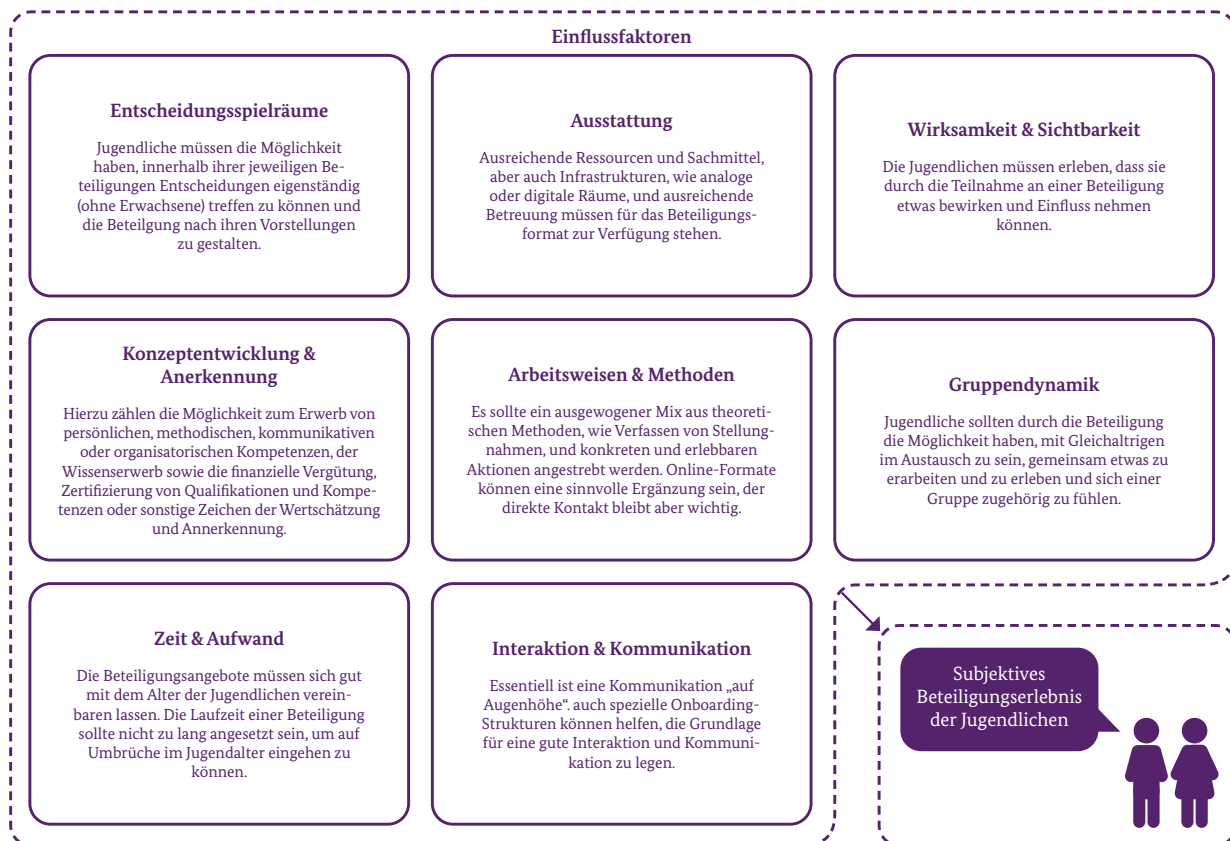 Einflussfaktoren
Entscheidungsspielräume
Jugendliche müssen die Möglichkeit
haben, innerhalb ihrer jeweiligen Be-
teiligungen Entscheidungen eigenständig
(ohne Erwachsene) treffen zu können und
die Beteilgung nach ihren Vorstellungen
zu gestalten.
Ausstattung
Ausreichende Ressourcen und Sachmittel,
aber auch Infrastrukturen, wie analoge
oder digitale Räume, und ausreichende
Betreuung müssen für das Beteiligungs-
format zur Verfügung stehen.
Wirksamkeit & Sichtbarkeit
Die Jugendlichen müssen erleben, dass sie
durch die Teilnahme an einer Beteiligung
etwas bewirken und Einfluss nehmen
können.
Konzeptentwicklung &
Anerkennung
Hierzu zählen die Möglichkeit zum Erwerb von
persönlichen, methodischen, kommunikativen
oder organisatorischen Kompetenzen, der
Wissenserwerb sowie die finanzielle Vergütung,
Zertifizierung von Qualifikationen und Kompe-
tenzen oder sonstige Zeichen der Wertschätzung
und Annerkennung.
Arbeitsweisen & Methoden
Es sollte ein ausgewogener Mix aus theoreti-
schen Methoden, wie Verfassen von Stellung-
nahmen, und konkreten und erlebbaren
Aktionen angestrebt werden. Online-Formate
können eine sinnvolle Ergänzung sein, der
direkte Kontakt bleibt aber wichtig.
Gruppendynamik
Jugendliche sollten durch die Beteiligung
die Möglichkeit haben, mit Gleichaltrigen
im Austausch zu sein, gemeinsam etwas zu
erarbeiten und zu erleben und sich einer
Gruppe zugehörig zu fühlen.
Zeit & Aufwand
Die Beteiligungsangebote müssen sich gut
mit dem Alter der Jugendlichen verein-
baren lassen. Die Laufzeit einer Beteiligung
sollte nicht zu lang angesetzt sein, um auf
Umbrüche im Jugendalter eingehen zu
können.
Interaktion & Kommunikation
Essentiell ist eine Kommunikation „auf
Augenhöhe“. auch spezielle Onboarding-
Strukturen können helfen, die Grundlage
für eine gute Interaktion und Kommuni-
kation zu legen.
Subjektives
Beteiligungserlebnis
der Jugendlichen